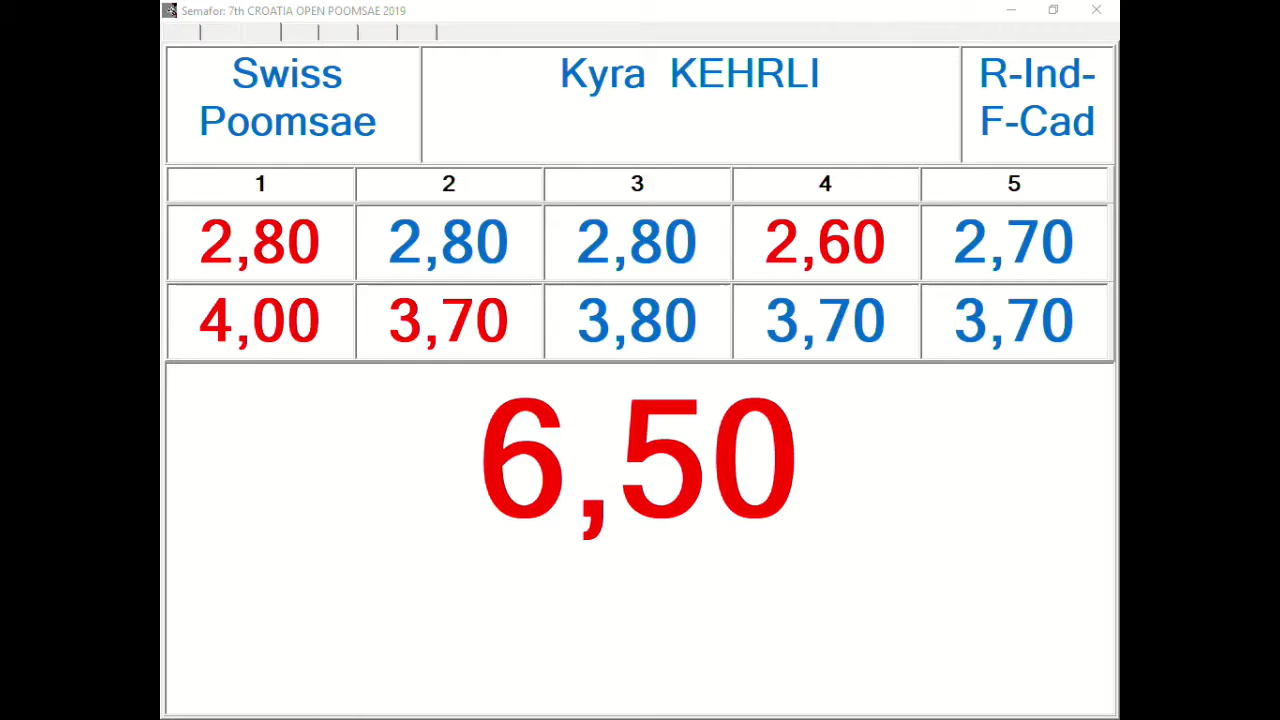 Semafor: 7th CROATIA OPEN POOMSAE 2019
Swiss
Poomsae
Kyra KEHRLI
R-Ind-
F-Cad
1 2 3 4 5
2,80 2,80 2,80 2,60 2,70
4,00 3,70 3,80 3,70 3,70
6,50